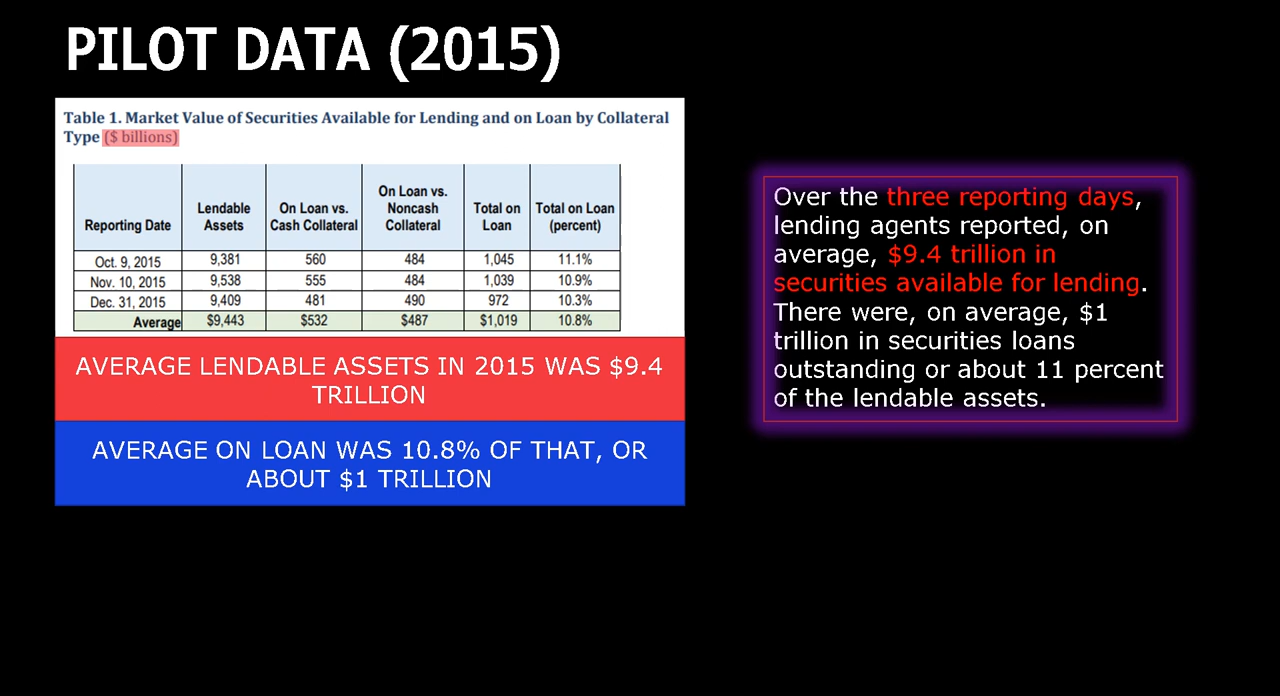 PILOT DATA (2015)
Table 1. Market Value of Securities Available for Lending and on Loan by Collateral
Type ($ billions)
Reporting Date Lendable Assets On Loan vs. Cash Collateral On Loan vs. Noncash Collateral Total on Loan Total on Loan (percent)
Oct. 9, 2015 9,381 560 484 1,045 11.1%
Nov. 10, 2015 9,538 555 484 1,039 10.9%
Dec. 31, 2015 9,409 481 490 972 10.3%
Average $9,443 $532 $487 $1,019 10.8%
AVERAGE LENDABLE ASSETS IN 2015 WAS $9.4
TRILLION
AVERAGE ON LOAN WAS 10.8% OF THAT, OR
ABOUT $1 TRILLION
Over the three reporting days,
lending agents reported, on
average, $9.4 trillion in
securities available for lending.
There were, on average, $1
trillion in securities loans
outstanding or about 11 percent
of the lendable assets.